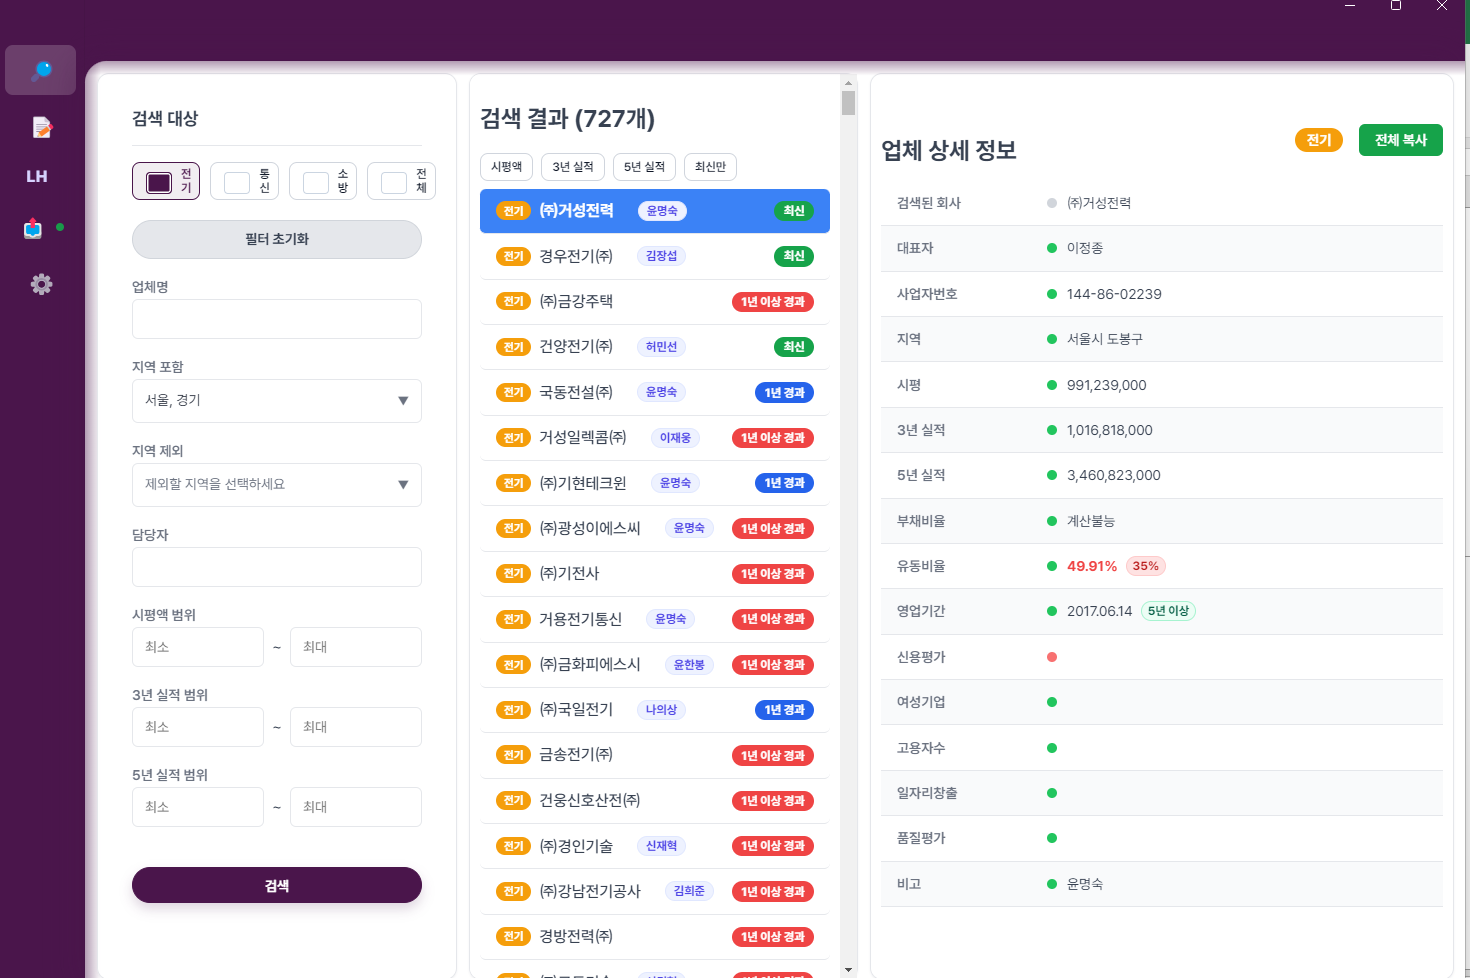 LH
검색 대상
전기
통신
소방
전체
필터 초기화
업체명
지역 포함
서울, 경기
지역 제외
제외할 지역을 선택하세요
담당자
시평액 범위
최소 ~ 최대
3년 실적 범위
최소 ~ 최대
5년 실적 범위
최소 ~ 최대
검색
검색 결과 (727개)
시평액 3년 실적 5년 실적 최신만
전기 ㈜거성전력 윤명숙 최신
전기 경우전기㈜ 김장섭 최신
전기 ㈜금강주택 1년 이상 경과
전기 건양전기㈜ 허민선 최신
전기 국동전설㈜ 윤명숙 1년 경과
전기 거성일렉콤㈜ 이재웅 1년 이상 경과
전기 ㈜기현테크윈 윤명숙 1년 경과
전기 ㈜광성이에스씨 윤명숙 1년 이상 경과
전기 ㈜기전사 1년 이상 경과
전기 거용전기통신 윤명숙 1년 이상 경과
전기 ㈜금화피에스시 윤한봉 1년 이상 경과
전기 ㈜국일전기 나의상 1년 경과
전기 금송전기㈜ 1년 이상 경과
전기 건웅신호산전㈜ 1년 이상 경과
전기 ㈜경인기술 신재혁 1년 이상 경과
전기 ㈜강남전기공사 김희준 1년 이상 경과
전기 경방전력㈜ 1년 이상 경과
업체 상세 정보 전기 전체 복사
검색된 회사 ㈜거성전력
대표자 이정종
사업자번호 144-86-02239
지역 서울시 도봉구
시평 991,239,000
3년 실적 1,016,818,000
5년 실적 3,460,823,000
부채비율 계산불능
유동비율 49.91% 35%
영업기간 2017.06.14 5년 이상
신용평가
여성기업
고용자수
일자리창출
품질평가
비고 윤명숙